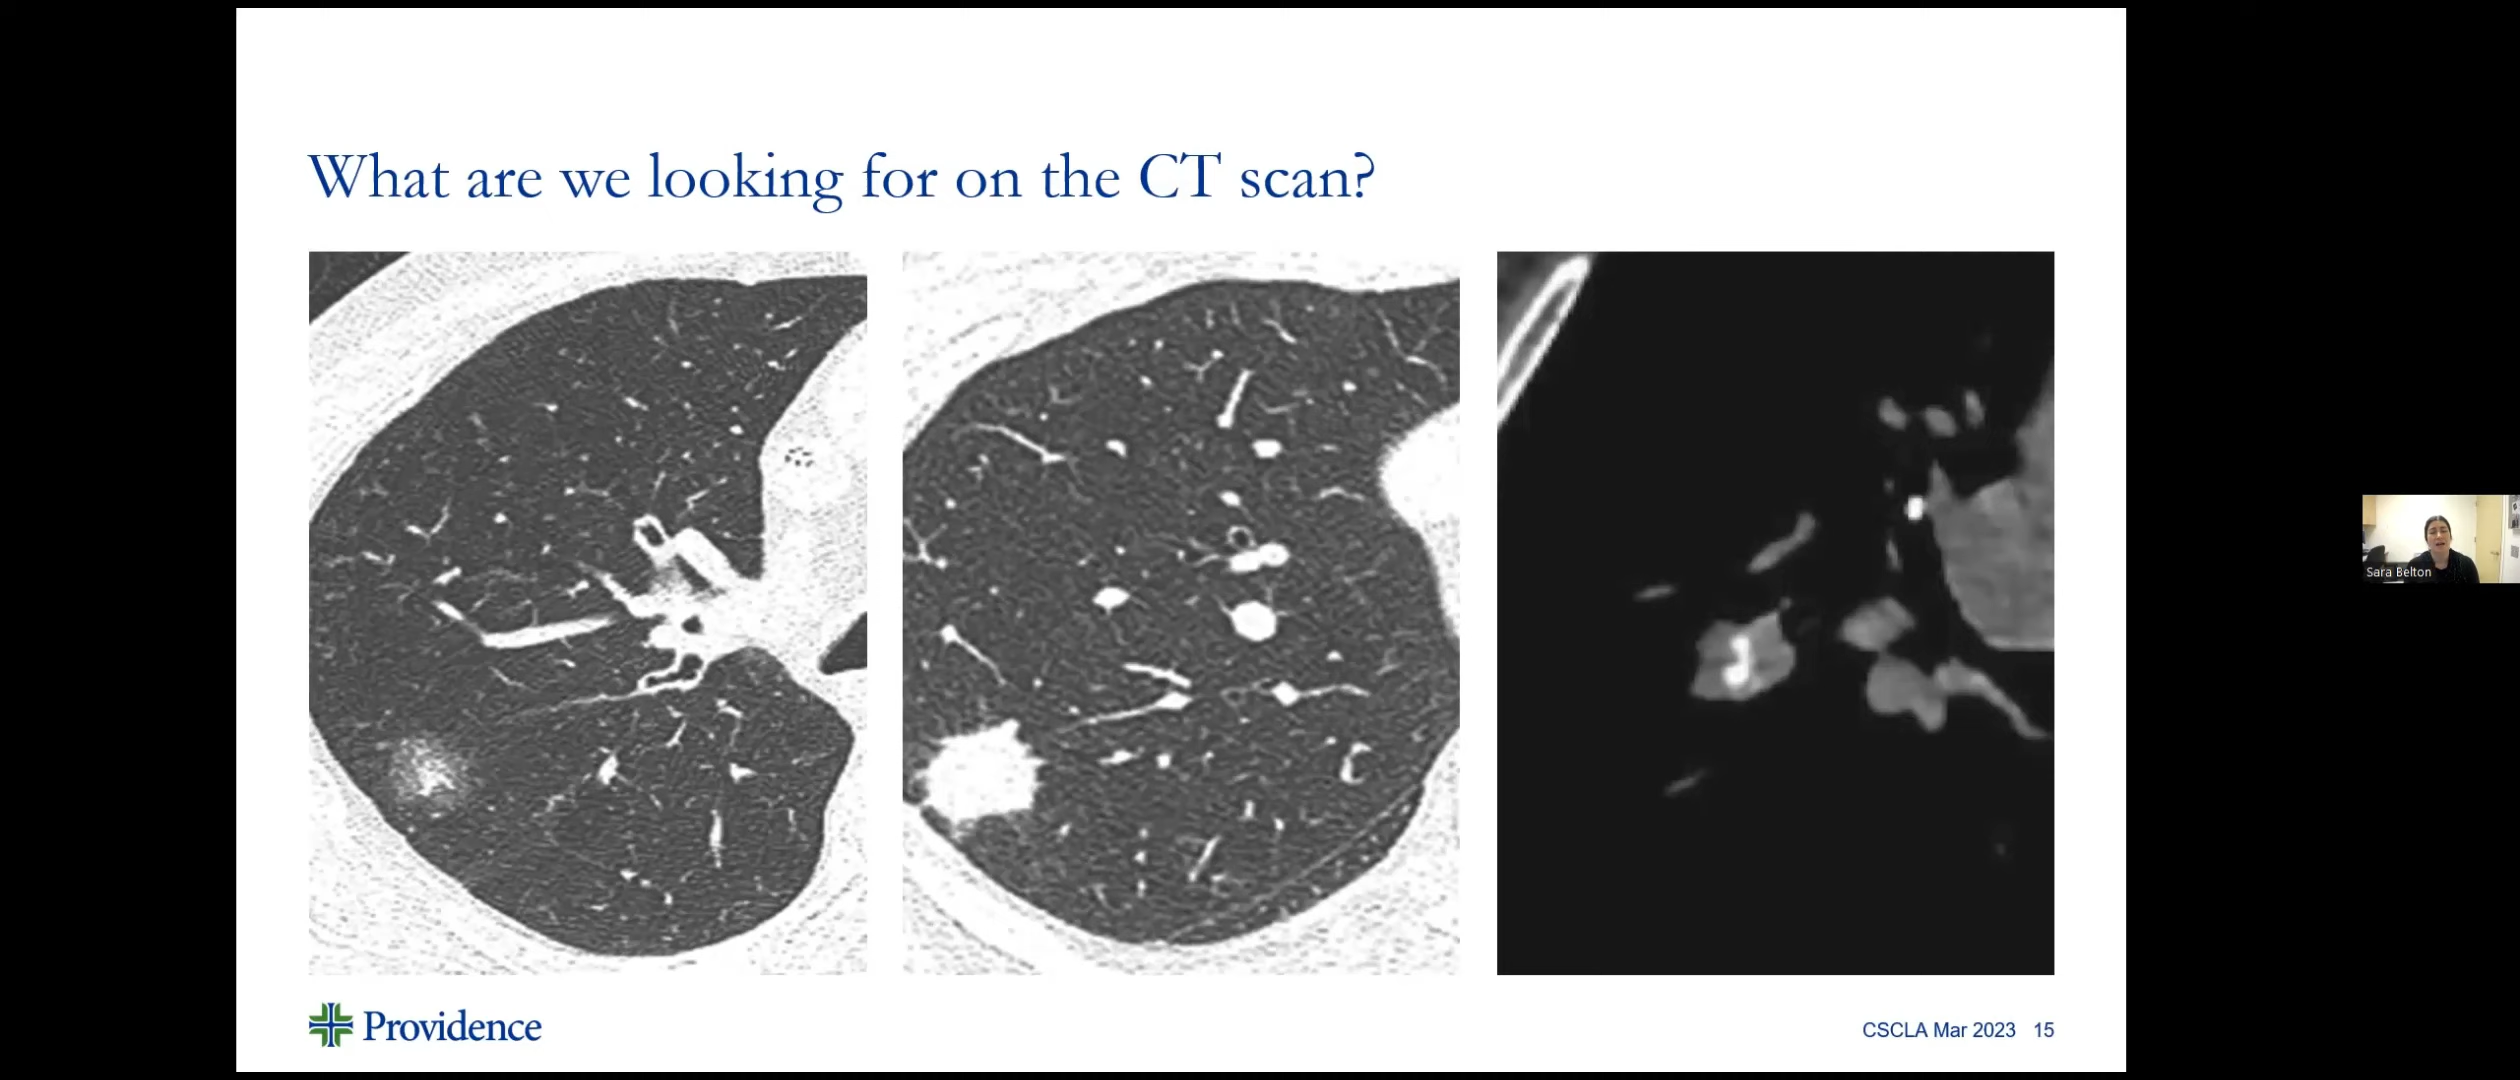 What are we looking for on the CT scan?
Sara Belton
Providence
CSCLA Mar 2023 15